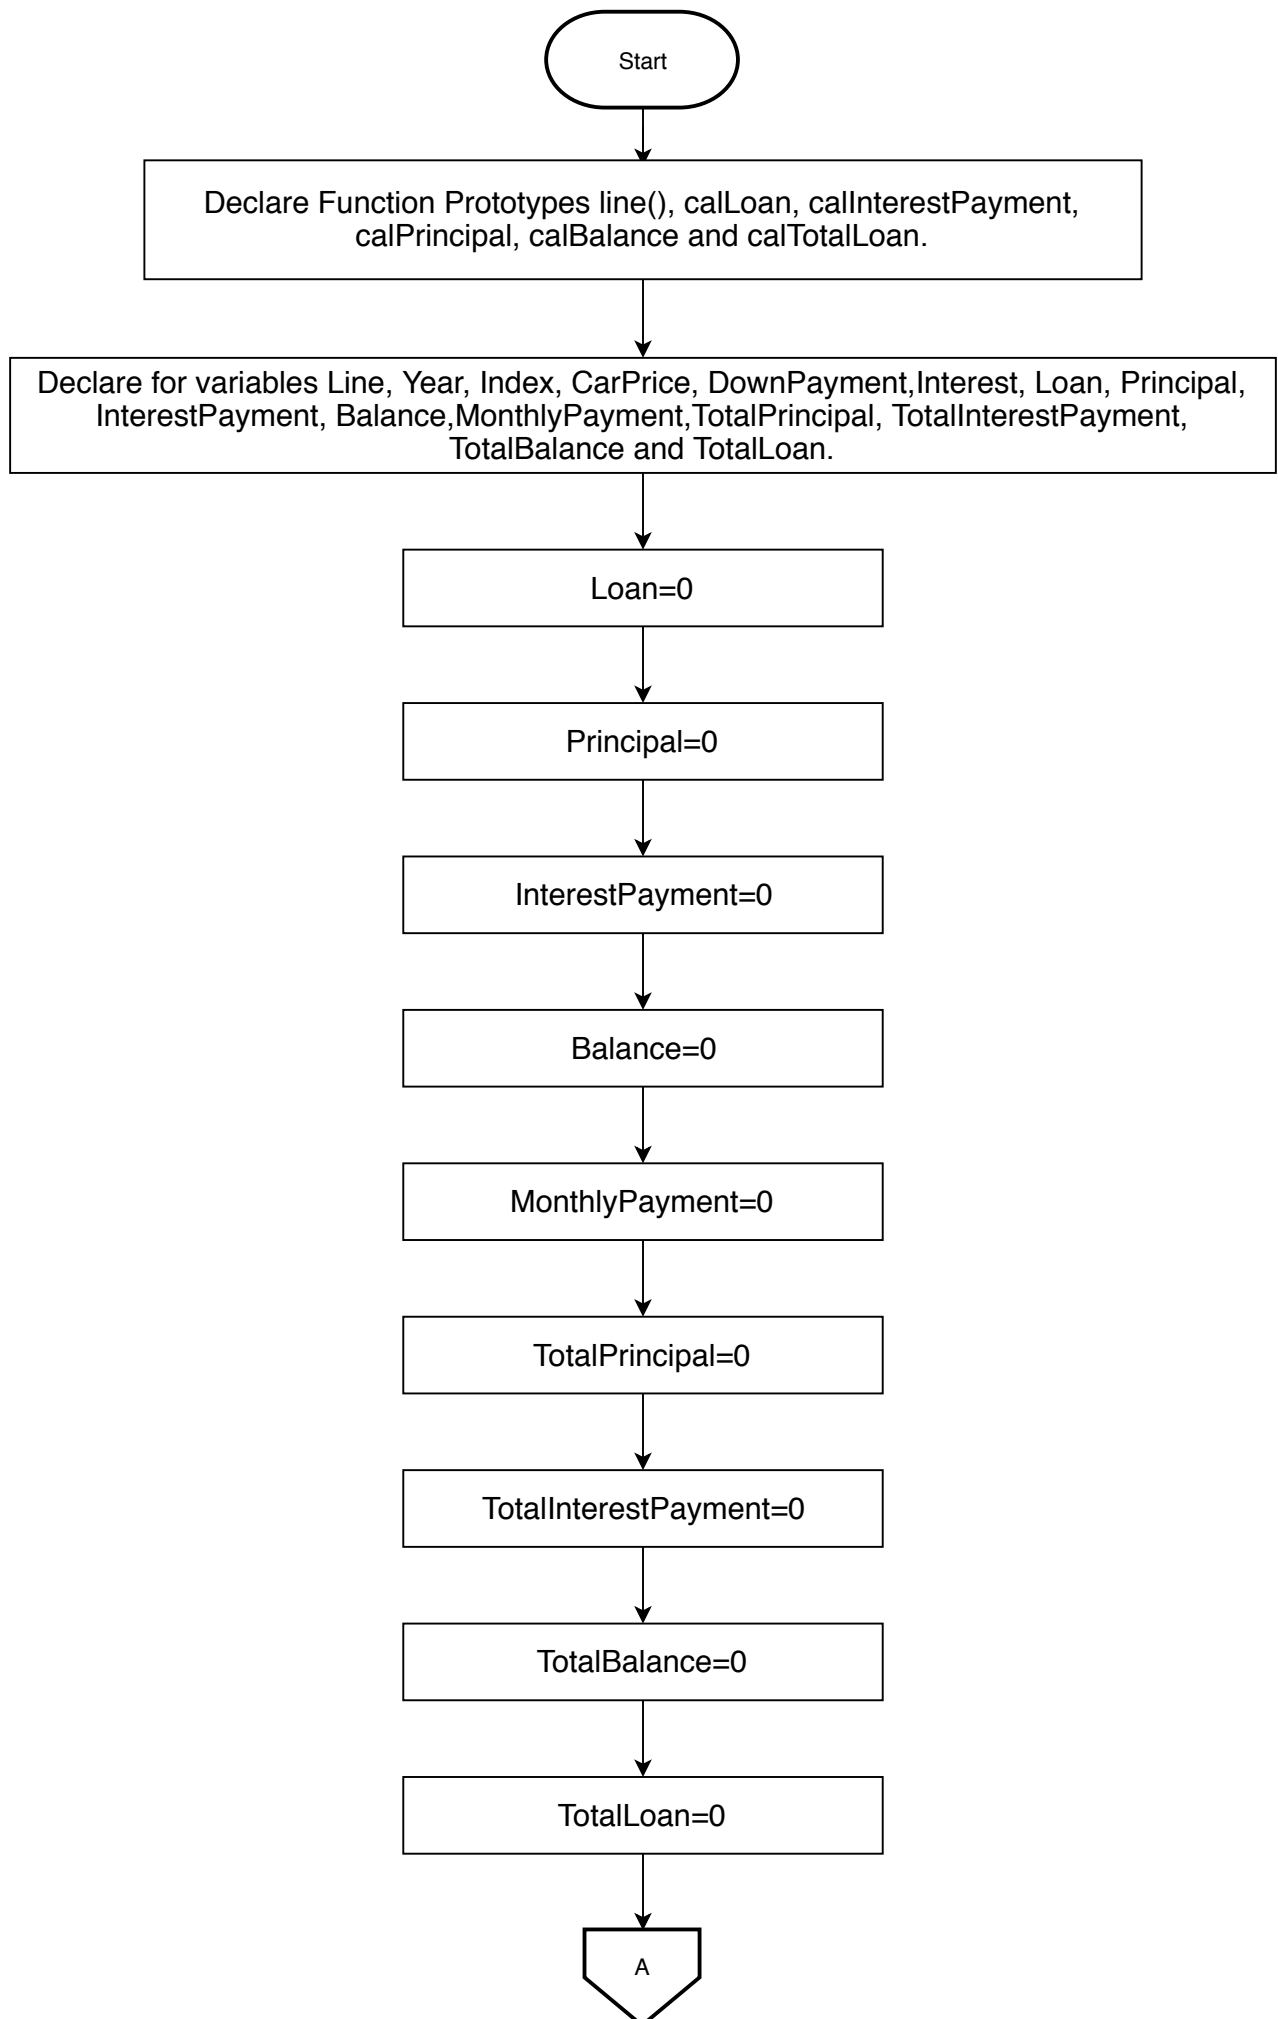 Start
Declare Function Prototypes line(), calLoan, calInterestPayment,
calPrincipal, calBalance and calTotalLoan.
Declare for variables Line, Year, Index, CarPrice, DownPayment,Interest, Loan, Principal,
InterestPayment, Balance,MonthlyPayment,TotalPrincipal, TotalInterestPayment,
TotalBalance and TotalLoan.
Loan=0
Principal=0
InterestPayment=0
Balance=0
MonthlyPayment=0
TotalPrincipal=0
TotalInterestPayment=0
TotalBalance=0
TotalLoan=0
A